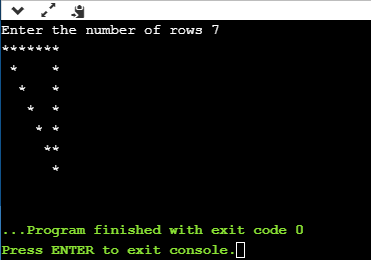 Enter the number of rows 7
*******
 *    *
  *   *
   *  *
    * *
     **
      *
...Program finished with exit code 0
Press ENTER to exit console.